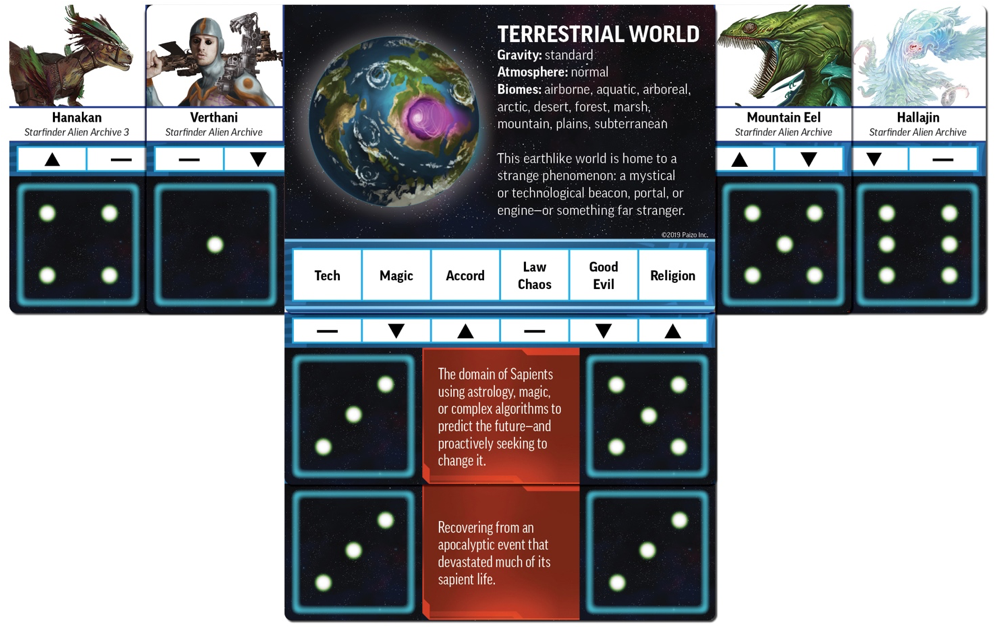 Hanakan
Starfinder Alien Archive 3
Verthani
Starfinder Alien Archive
TERRESTRIAL WORLD
Gravity: standard
Atmosphere: normal
Biomes: airborne, aquatic, arboreal,
arctic, desert, forest, marsh,
mountain, plains, subterranean
This earthlike world is home to a
strange phenomenon: a mystical
or technological beacon, portal, or
engine—or something far stranger.
©2019 Paizo Inc.
Mountain Eel
Starfinder Alien Archive
Hallajin
Starfinder Alien Archive
Tech
Magic
Accord
Law
Chaos
Good
Evil
Religion
The domain of Sapients
using astrology, magic,
or complex algorithms to
predict the future—and
proactively seeking to
change it.
Recovering from an
apocalyptic event that
devastated much of its
sapient life.